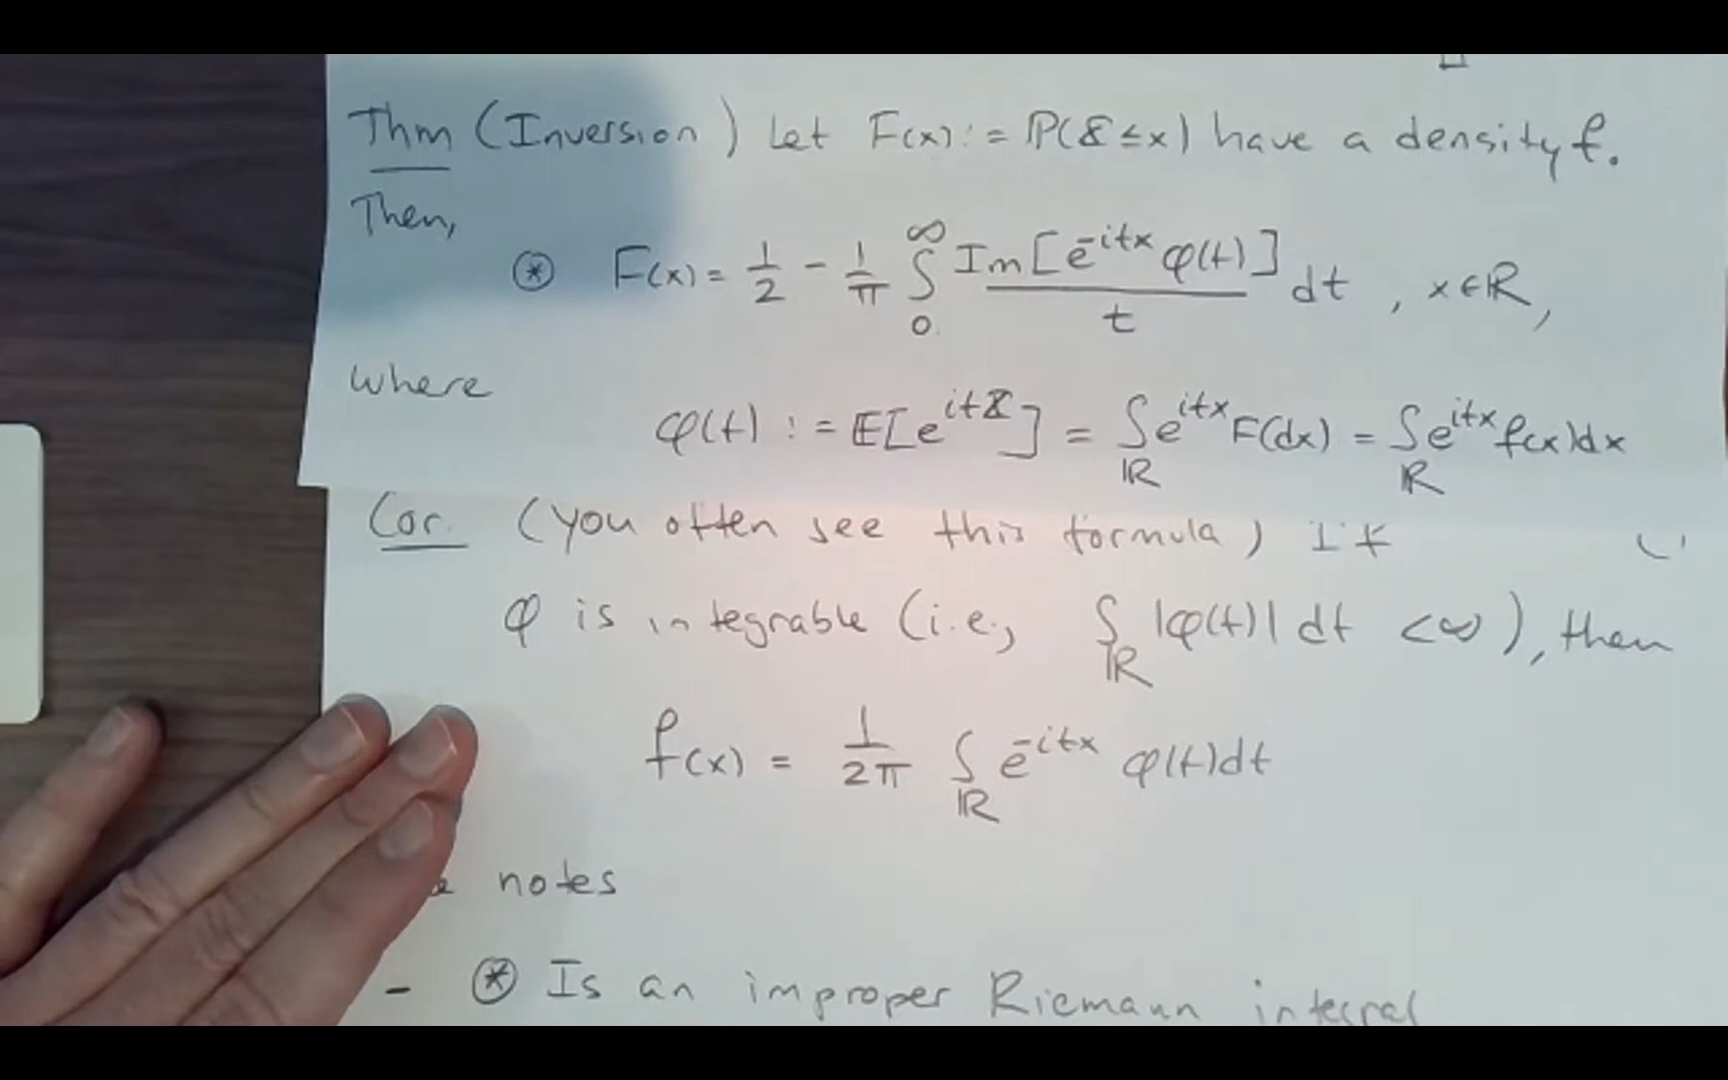 Thm (Inversion) Let F(x) := ℙ(X ≤ x) have a density f.
Then,
⊛ F(x) = 1/2 - 1/π ∫_0^∞ Im[e^{-itx} φ(t)] / t dt , x∈ℝ,
where
φ(t) := E[e^{itX}] = ∫_ℝ e^{itx} F(dx) = ∫_ℝ e^{itx} f(x)dx
Cor. (you often see this formula) If
φ is integrable (i.e., ∫_ℝ |φ(t)| dt < ∞), then
f(x) = 1/2π ∫_ℝ e^{-itx} φ(t)dt
notes
- ⊛ Is an improper Riemann integral